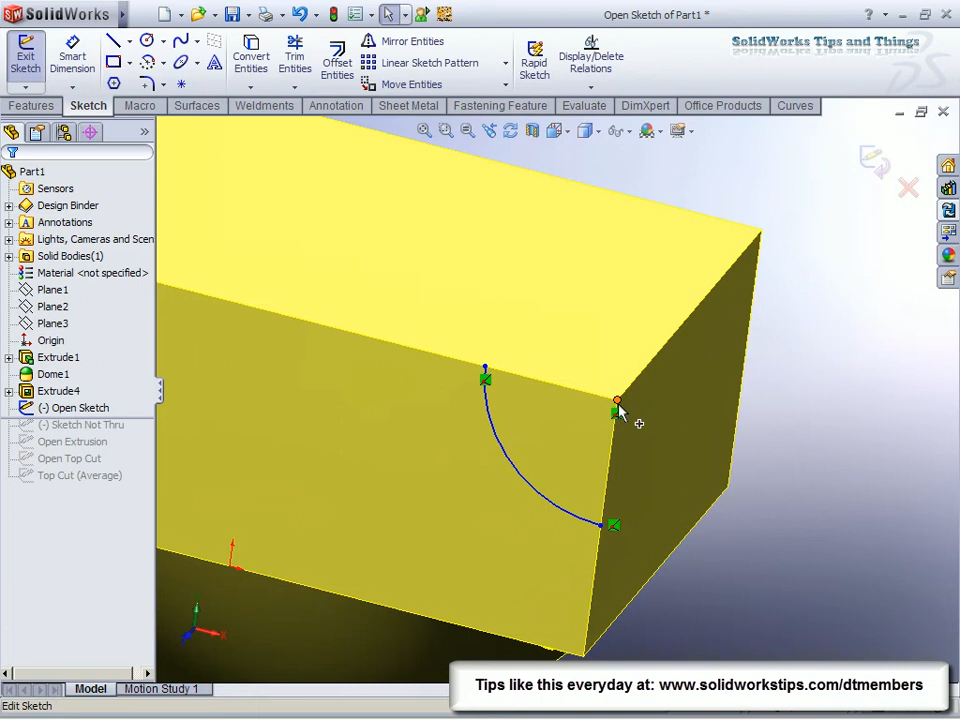 SolidWorks
Open Sketch of Part1 *
SolidWorks Tips and Things
Exit Sketch
Smart Dimension
Convert Entities
Trim Entities
Offset Entities
Mirror Entities
Linear Sketch Pattern
Move Entities
Rapid Sketch
Display/Delete Relations
Features
Sketch
Macro
Surfaces
Weldments
Annotation
Sheet Metal
Fastening Feature
Evaluate
DimXpert
Office Products
Curves
Part1
Sensors
Design Binder
Annotations
Lights, Cameras and Scen
Solid Bodies(1)
Material <not specified>
Plane1
Plane2
Plane3
Origin
Extrude1
Dome1
Extrude4
(-) Open Sketch
(-) Sketch Not Thru
Open Extrusion
Open Top Cut
Top Cut (Average)
Model
Motion Study 1
Tips like this everyday at: www.solidworkstips.com/dtmembers
Edit Sketch